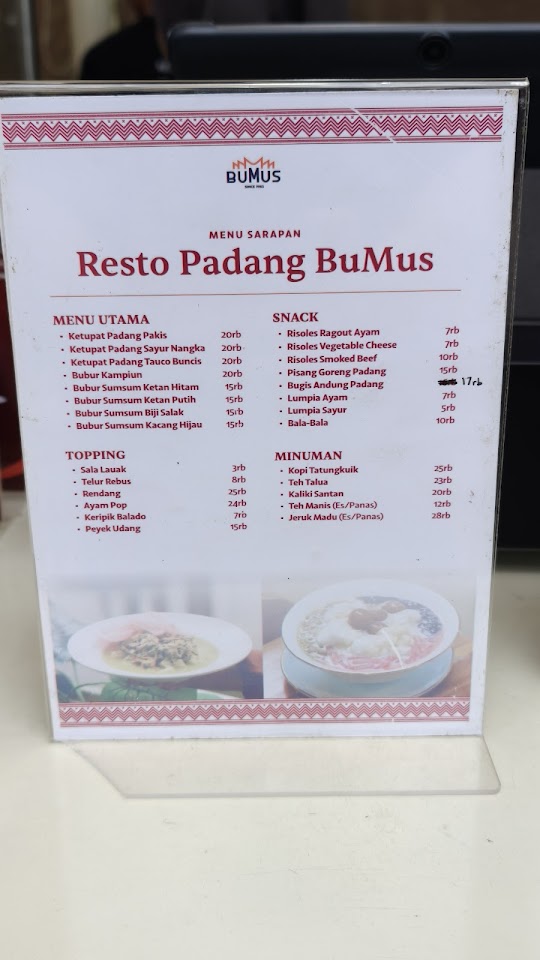 BUMUS
SINCE 1980
MENU SARAPAN
Resto Padang BuMus
MENU UTAMA
• Ketupat Padang Pakis 20rb
• Ketupat Padang Sayur Nangka 20rb
• Ketupat Padang Tauco Buncis 20rb
• Bubur Kampiun 20rb
• Bubur Sumsum Ketan Hitam 15rb
• Bubur Sumsum Ketan Putih 15rb
• Bubur Sumsum Biji Salak 15rb
• Bubur Sumsum Kacang Hijau 15rb
TOPPING
• Sala Lauak 3rb
• Telur Rebus 8rb
• Rendang 25rb
• Ayam Pop 24rb
• Keripik Balado 7rb
• Peyek Udang 15rb
SNACK
• Risoles Ragout Ayam 7rb
• Risoles Vegetable Cheese 7rb
• Risoles Smoked Beef 10rb
• Pisang Goreng Padang 15rb
• Bugis Andung Padang 17rb
• Lumpia Ayam 7rb
• Lumpia Sayur 5rb
• Bala-Bala 10rb
MINUMAN
• Kopi Tatungkuik 25rb
• Teh Talua 23rb
• Kaliki Santan 20rb
• Teh Manis (Es/Panas) 12rb
• Jeruk Madu (Es/Panas) 28rb